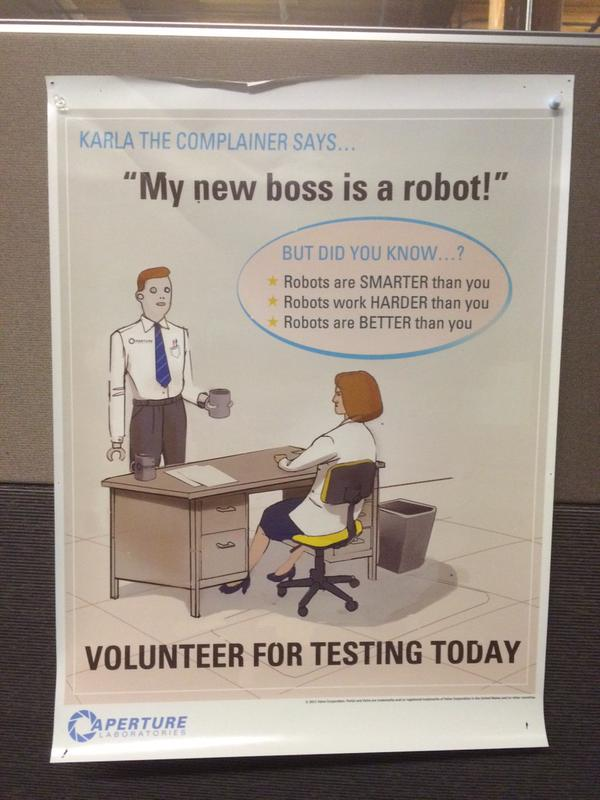 KARLA THE COMPLAINER SAYS...
"My new boss is a robot!"
BUT DID YOU KNOW...?
★ Robots are SMARTER than you
★ Robots work HARDER than you
★ Robots are BETTER than you
APERTURE
VOLUNTEER FOR TESTING TODAY
APERTURE
LABORATORIES